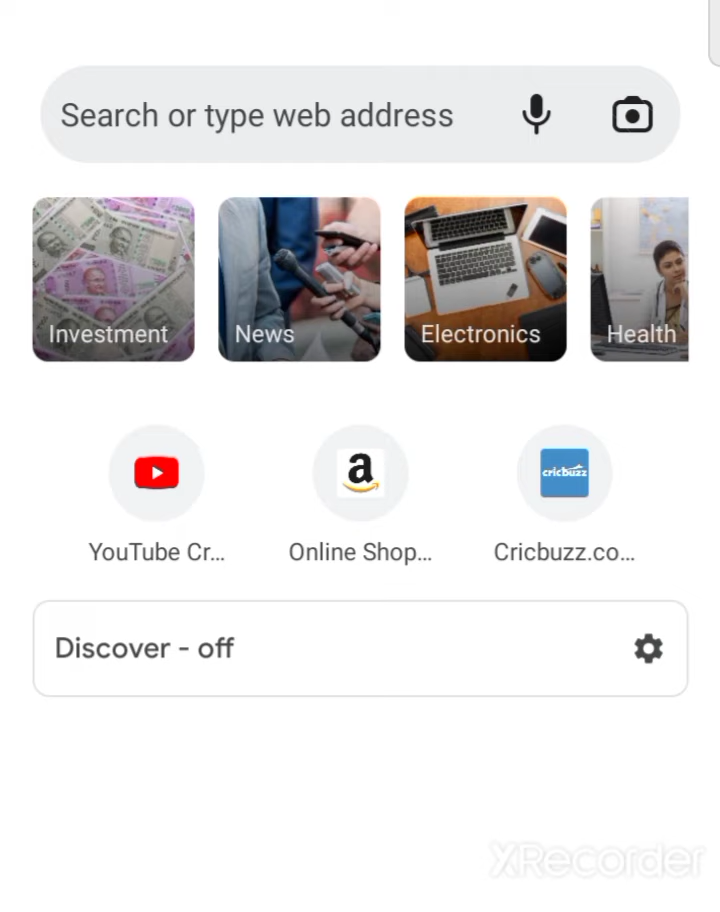 Search or type web address
Investment
News
Electronics
Health
a
cricbuzz
YouTube Cr...
Online Shop...
Cricbuzz.co...
Discover - off
XRecorder